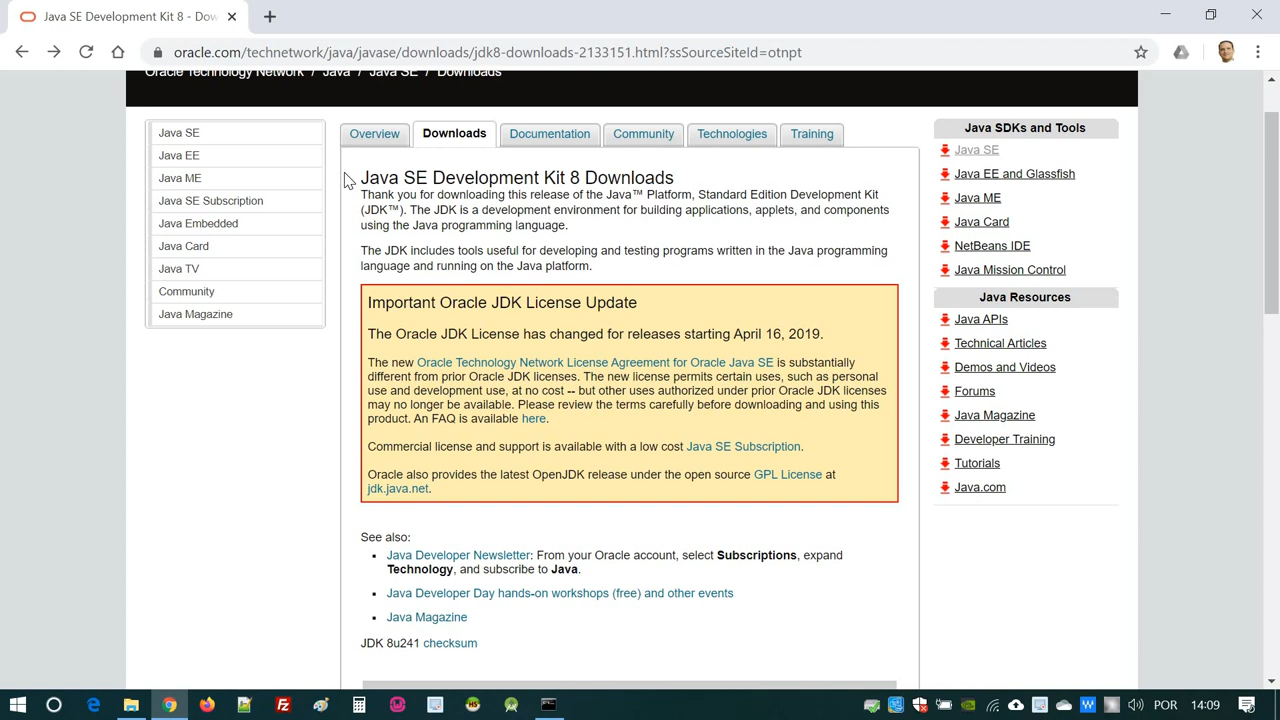 Java SE Development Kit 8 - Dow
oracle.com/technetwork/java/javase/downloads/jdk8-downloads-2133151.html?ssSourceSiteId=otnpt
Oracle Technology Network / Java / Java SE / Downloads
Java SE
Java EE
Java ME
Java SE Subscription
Java Embedded
Java Card
Java TV
Community
Java Magazine
Overview
Downloads
Documentation
Community
Technologies
Training
Java SE Development Kit 8 Downloads
Thank you for downloading this release of the Java™ Platform, Standard Edition Development Kit
(JDK™). The JDK is a development environment for building applications, applets, and components
using the Java programming language.
The JDK includes tools useful for developing and testing programs written in the Java programming
language and running on the Java platform.
Important Oracle JDK License Update
The Oracle JDK License has changed for releases starting April 16, 2019.
The new Oracle Technology Network License Agreement for Oracle Java SE is substantially
different from prior Oracle JDK licenses. The new license permits certain uses, such as personal
use and development use, at no cost -- but other uses authorized under prior Oracle JDK licenses
may no longer be available. Please review the terms carefully before downloading and using this
product. An FAQ is available here.
Commercial license and support is available with a low cost Java SE Subscription.
Oracle also provides the latest OpenJDK release under the open source GPL License at
jdk.java.net.
See also:
Java Developer Newsletter: From your Oracle account, select Subscriptions, expand
Technology, and subscribe to Java.
Java Developer Day hands-on workshops (free) and other events
Java Magazine
JDK 8u241 checksum
Java SDKs and Tools
Java SE
Java EE and Glassfish
Java ME
Java Card
NetBeans IDE
Java Mission Control
Java Resources
Java APIs
Technical Articles
Demos and Videos
Forums
Java Magazine
Developer Training
Tutorials
Java.com
POR
14:09